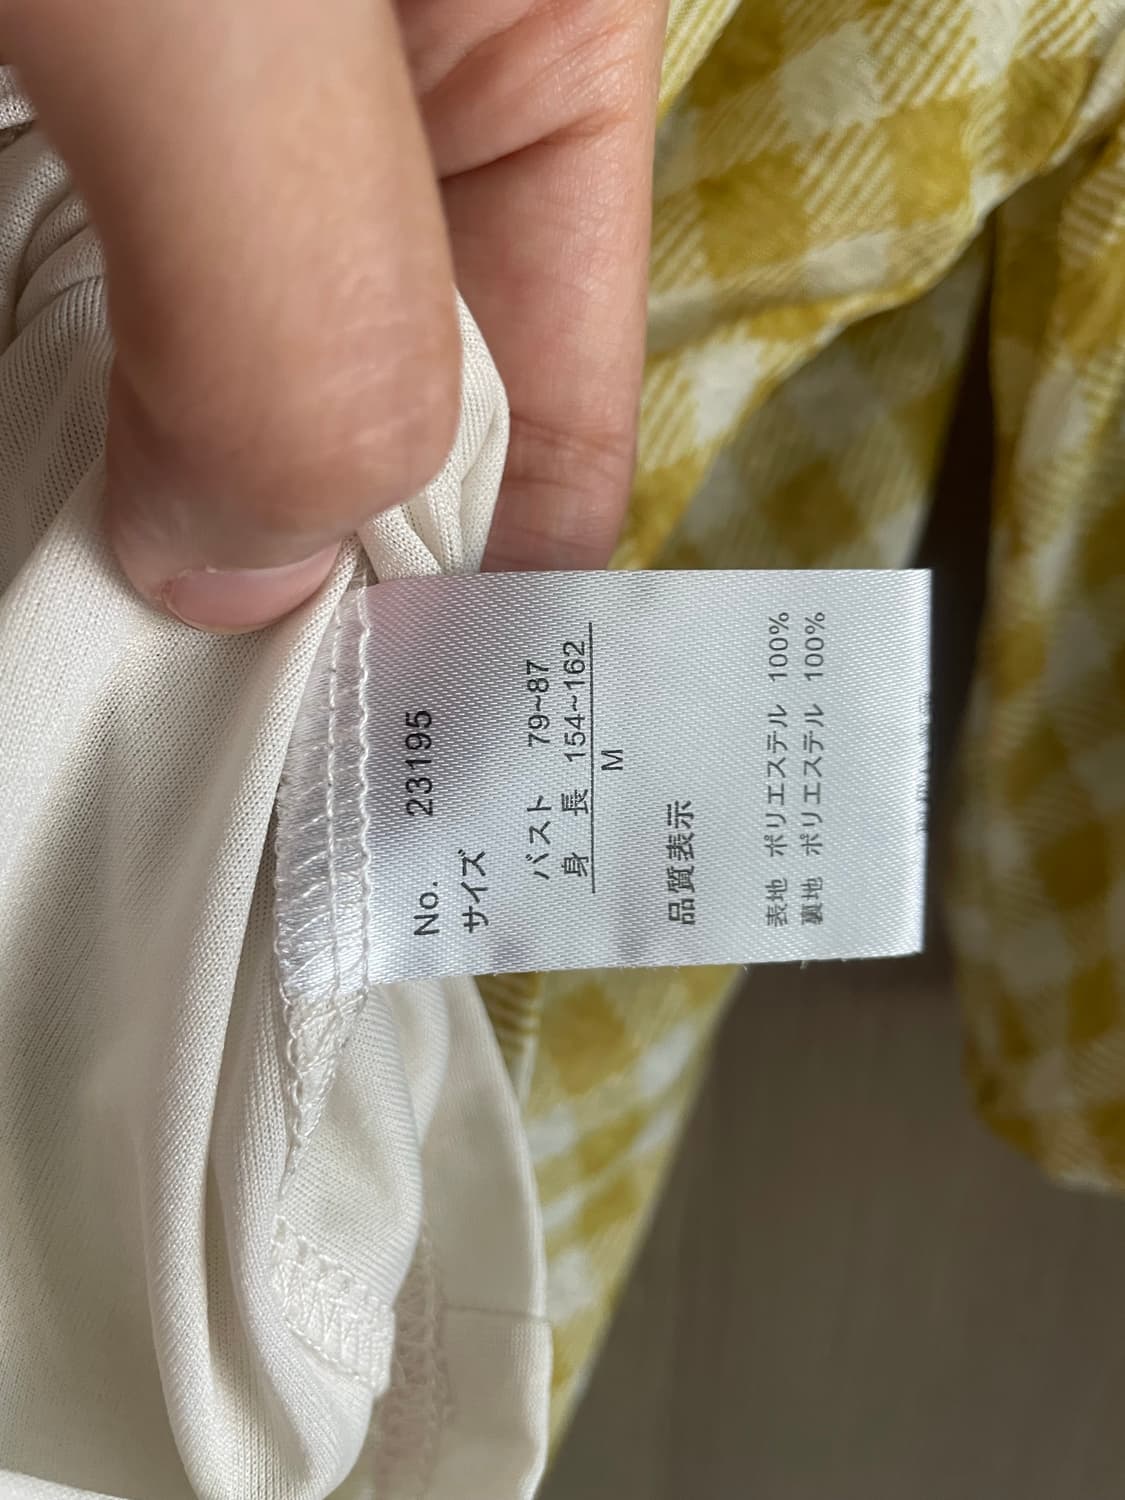 No. 23195
サイズ
バスト 79~87
身 長 154~162
M
品質表示
表地 ポリエステル 100%
裏地 ポリエステル 100%